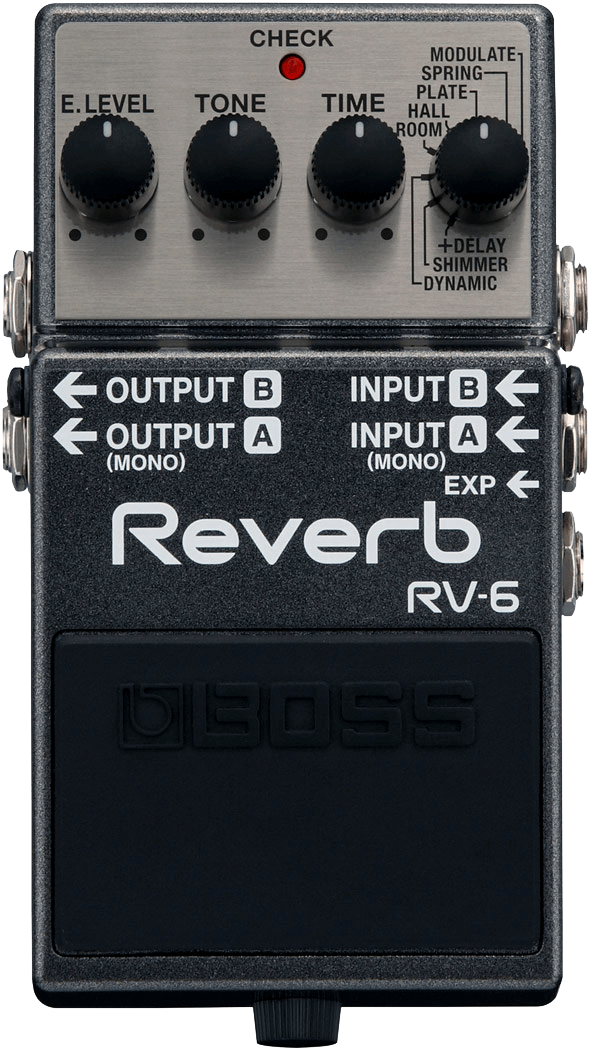 CHECK
E.LEVEL
TONE
TIME
MODULATE
SPRING
PLATE
HALL
ROOM
+DELAY
SHIMMER
DYNAMIC
← OUTPUT B
INPUT B ←
← OUTPUT A
(MONO)
INPUT A ←
(MONO)
EXP ←
Reverb
RV-6
BOSS